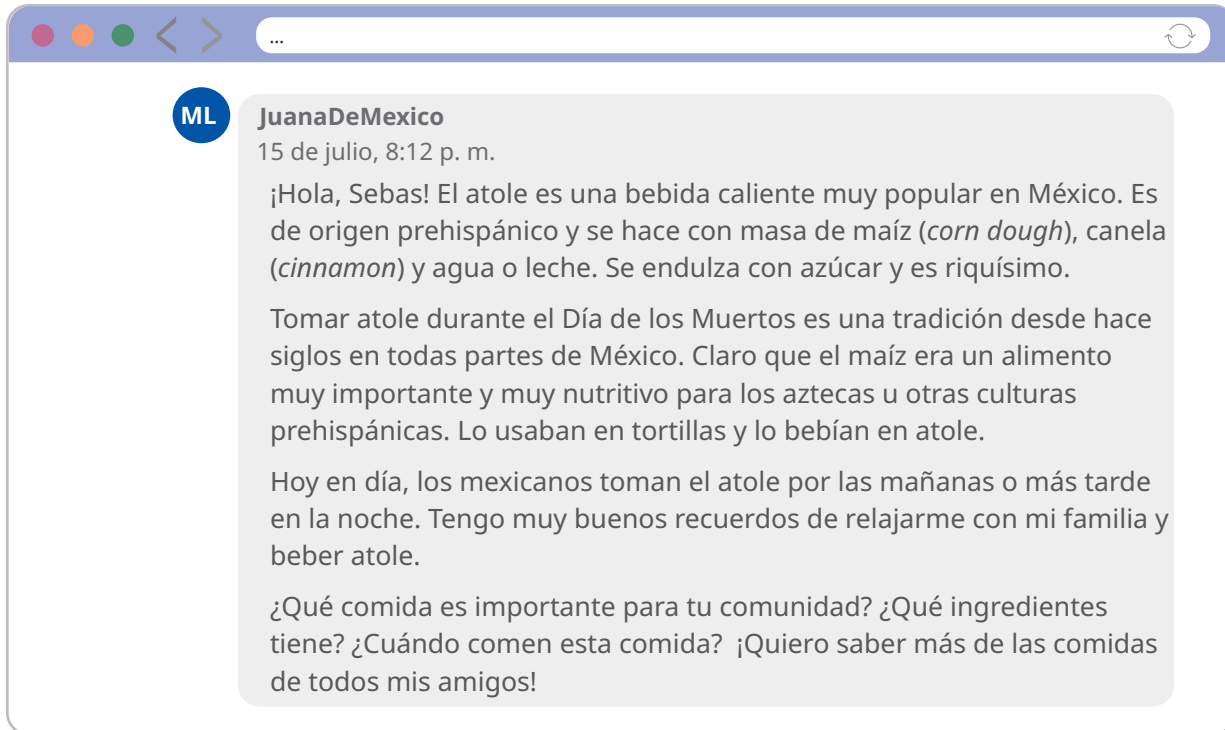 ...
ML
JuanaDeMexico
15 de julio, 8:12 p. m.
¡Hola, Sebas! El atole es una bebida caliente muy popular en México. Es
de origen prehispánico y se hace con masa de maíz (corn dough), canela
(cinnamon) y agua o leche. Se endulza con azúcar y es riquísimo.
Tomar atole durante el Día de los Muertos es una tradición desde hace
siglos en todas partes de México. Claro que el maíz era un alimento
muy importante y muy nutritivo para los aztecas u otras culturas
prehispánicas. Lo usaban en tortillas y lo bebían en atole.
Hoy en día, los mexicanos toman el atole por las mañanas o más tarde
en la noche. Tengo muy buenos recuerdos de relajarme con mi familia y
beber atole.
¿Qué comida es importante para tu comunidad? ¿Qué ingredientes
tiene? ¿Cuándo comen esta comida?  ¡Quiero saber más de las comidas
de todos mis amigos!